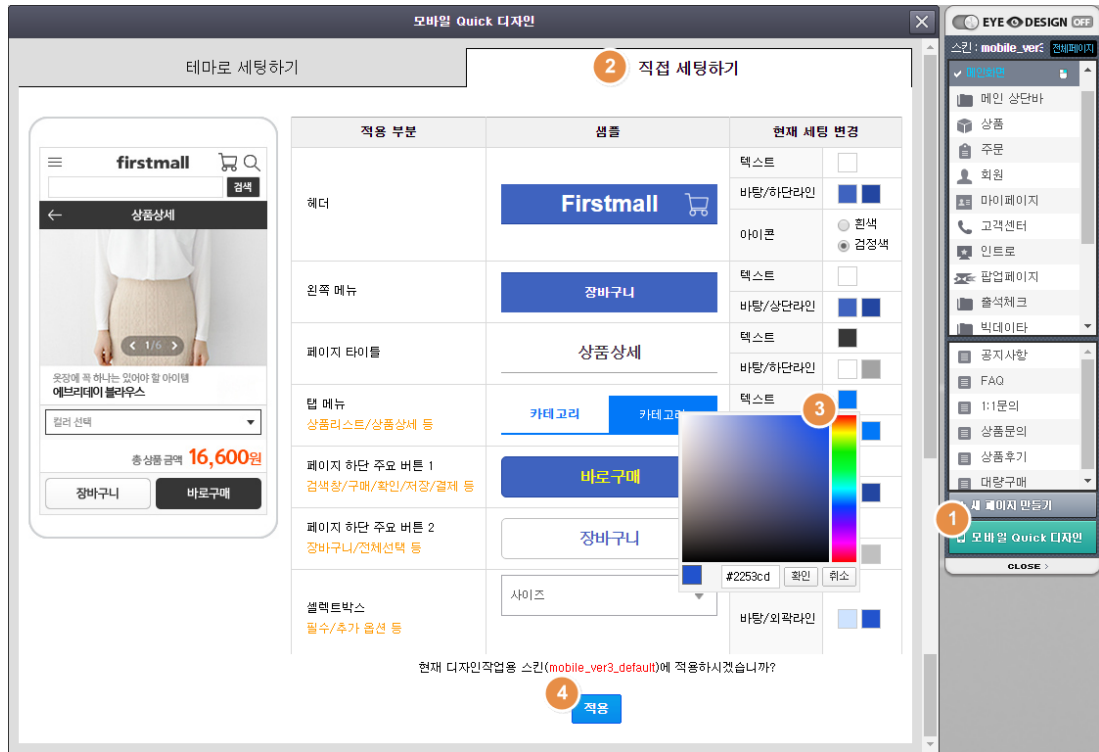 모바일 Quick 디자인
테마로 세팅하기
2 직접 세팅하기
firstmall
검색
상품상세
1/6
옷장에 꼭 하나는 있어야 할 아이템
에브리데이 블라우스
컬러 선택
총 상품 금액 16,600원
장바구니
바로구매
적용 부분 샘플 현재 세팅 변경
헤더
Firstmall
텍스트
바탕/하단라인
아이콘
흰색
검정색
왼쪽 메뉴
장바구니
텍스트
바탕/상단라인
페이지 타이틀
상품상세
텍스트
바탕/하단라인
탭 메뉴
상품리스트/상품상세 등
카테고리
카테고리
텍스트
3
페이지 하단 주요 버튼 1
검색창/구매/확인/저장/결제 등
바로구매
페이지 하단 주요 버튼 2
장바구니/전체선택 등
장바구니
#2253cd 확인 취소
셀렉트박스
필수/추가 옵션 등
사이즈
바탕/외곽라인
현재 디자인작업용 스킨(mobile_ver3_default)에 적용하시겠습니까?
4
적용
EYE DESIGN OFF
스킨 : mobile_ver3 전체페이지
메인화면
메인 상단바
상품
주문
회원
마이페이지
고객센터
인트로
팝업페이지
출석체크
빅데이타
공지사항
FAQ
1:1문의
상품문의
상품후기
대량구매
새 페이지 만들기
1
모바일 Quick 디자인
CLOSE